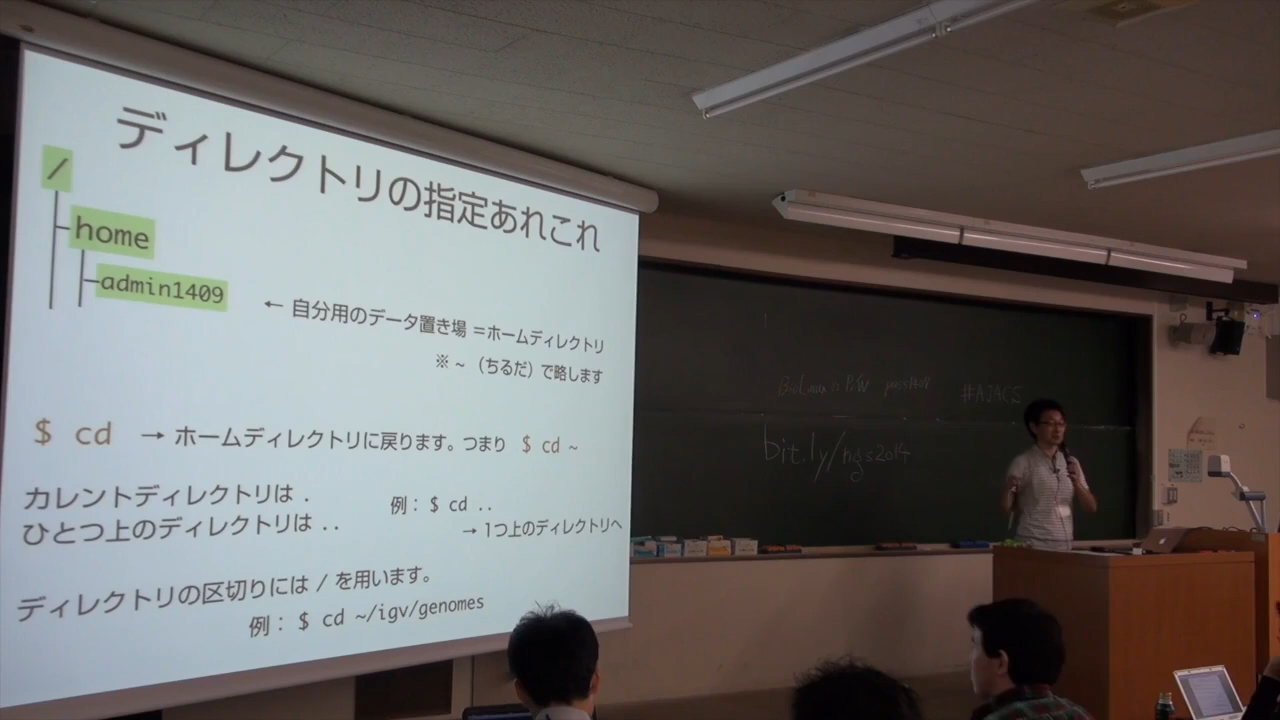 ディレクトリの指定あれこれ
/
home
admin1409
← 自分用のデータ置き場 =ホームディレクトリ
※ ~ (ちるだ) で略します
$ cd → ホームディレクトリに戻ります。つまり $ cd ~
カレントディレクトリは . 例: $ cd ..
ひとつ上のディレクトリは .. → 1つ上のディレクトリへ
ディレクトリの区切りには / を用います。
例: $ cd ~/igv/genomes
pass1409 #AJACS
bit.ly/ngs2014